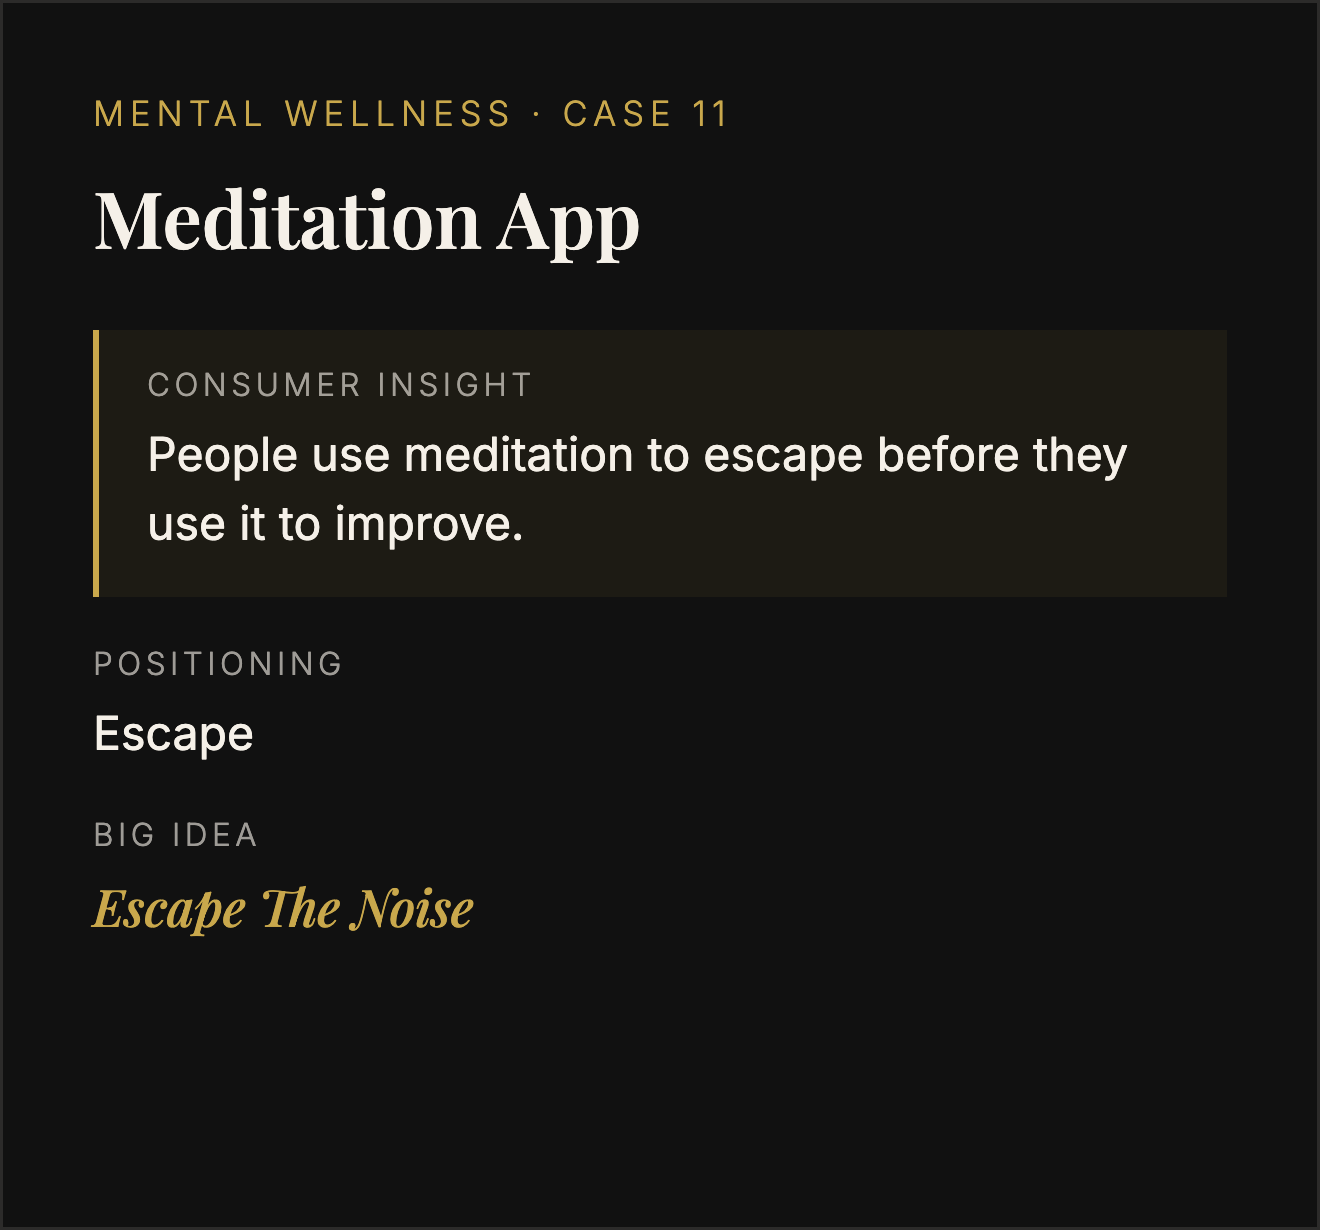 MENTAL WELLNESS · CASE 11
Meditation App
CONSUMER INSIGHT
People use meditation to escape before they
use it to improve.
POSITIONING
Escape
BIG IDEA
Escape The Noise